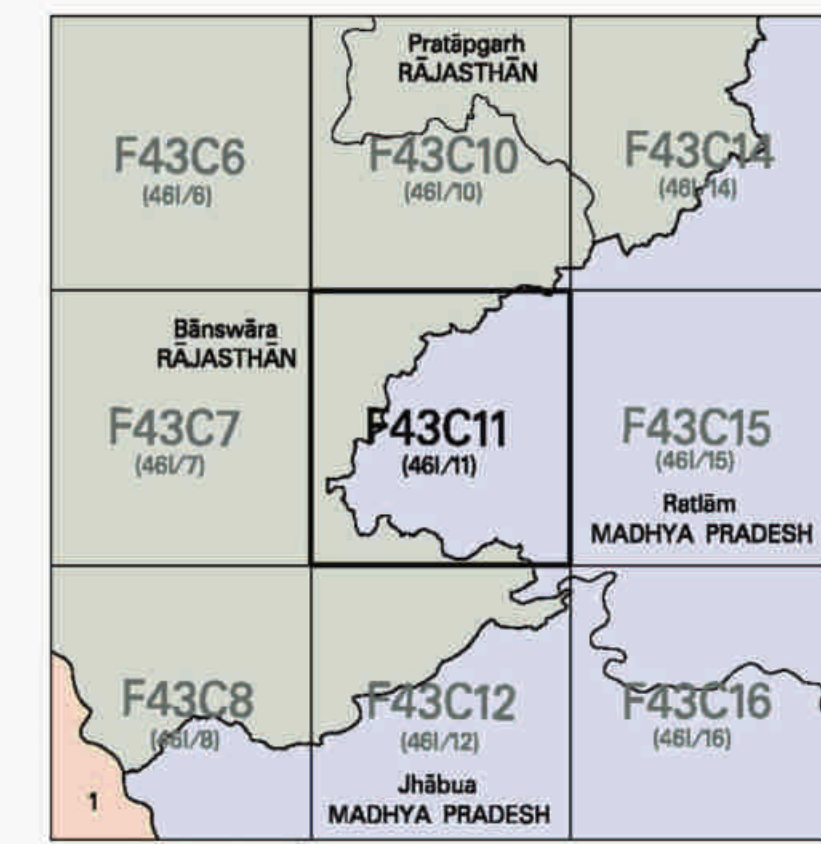 Pratāpgarh
RĀJASTHĀN
F43C6
(46I/6)
F43C10
(46I/10)
F43C14
(46I/14)
Bānswāra
RĀJASTHĀN
F43C7
(46I/7)
F43C11
(46I/11)
F43C15
(46I/15)
Ratlām
MADHYA PRADESH
F43C8
(46I/8)
F43C12
(46I/12)
F43C16
(46I/16)
Jhābua
MADHYA PRADESH
1